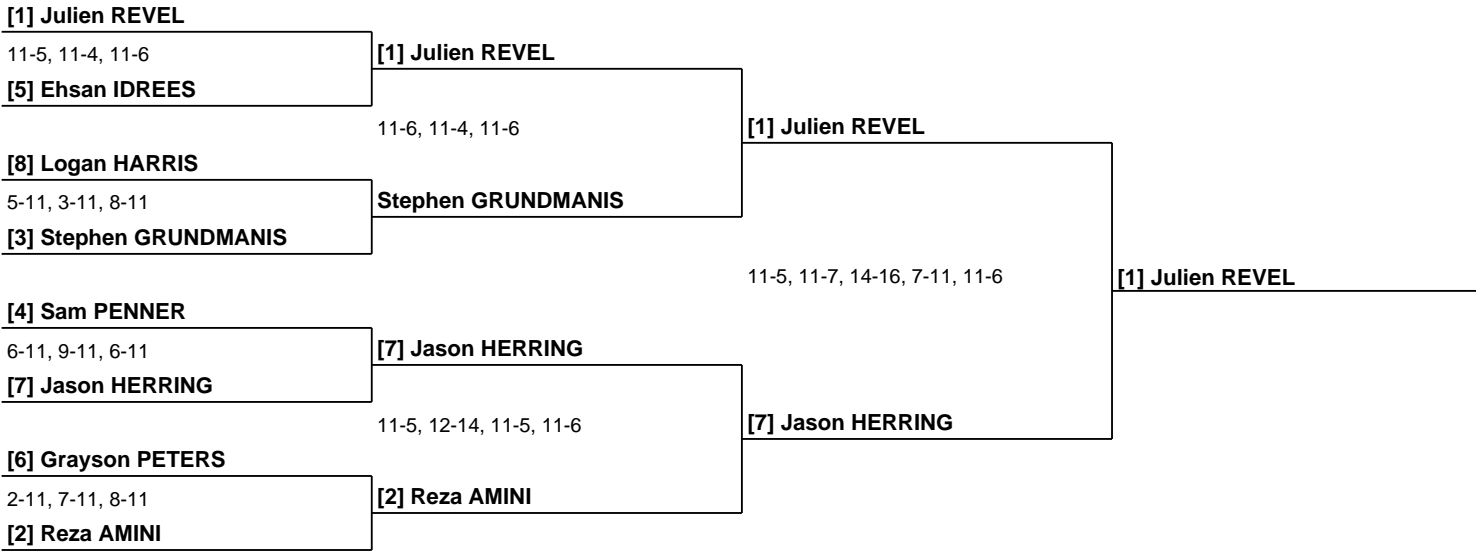 [1] Julien REVEL
11-5, 11-4, 11-6
[5] Ehsan IDREES
[1] Julien REVEL
11-6, 11-4, 11-6
[1] Julien REVEL
[8] Logan HARRIS
5-11, 3-11, 8-11
[3] Stephen GRUNDMANIS
Stephen GRUNDMANIS
11-5, 11-7, 14-16, 7-11, 11-6
[1] Julien REVEL
[4] Sam PENNER
6-11, 9-11, 6-11
[7] Jason HERRING
[7] Jason HERRING
11-5, 12-14, 11-5, 11-6
[7] Jason HERRING
[6] Grayson PETERS
2-11, 7-11, 8-11
[2] Reza AMINI
[2] Reza AMINI